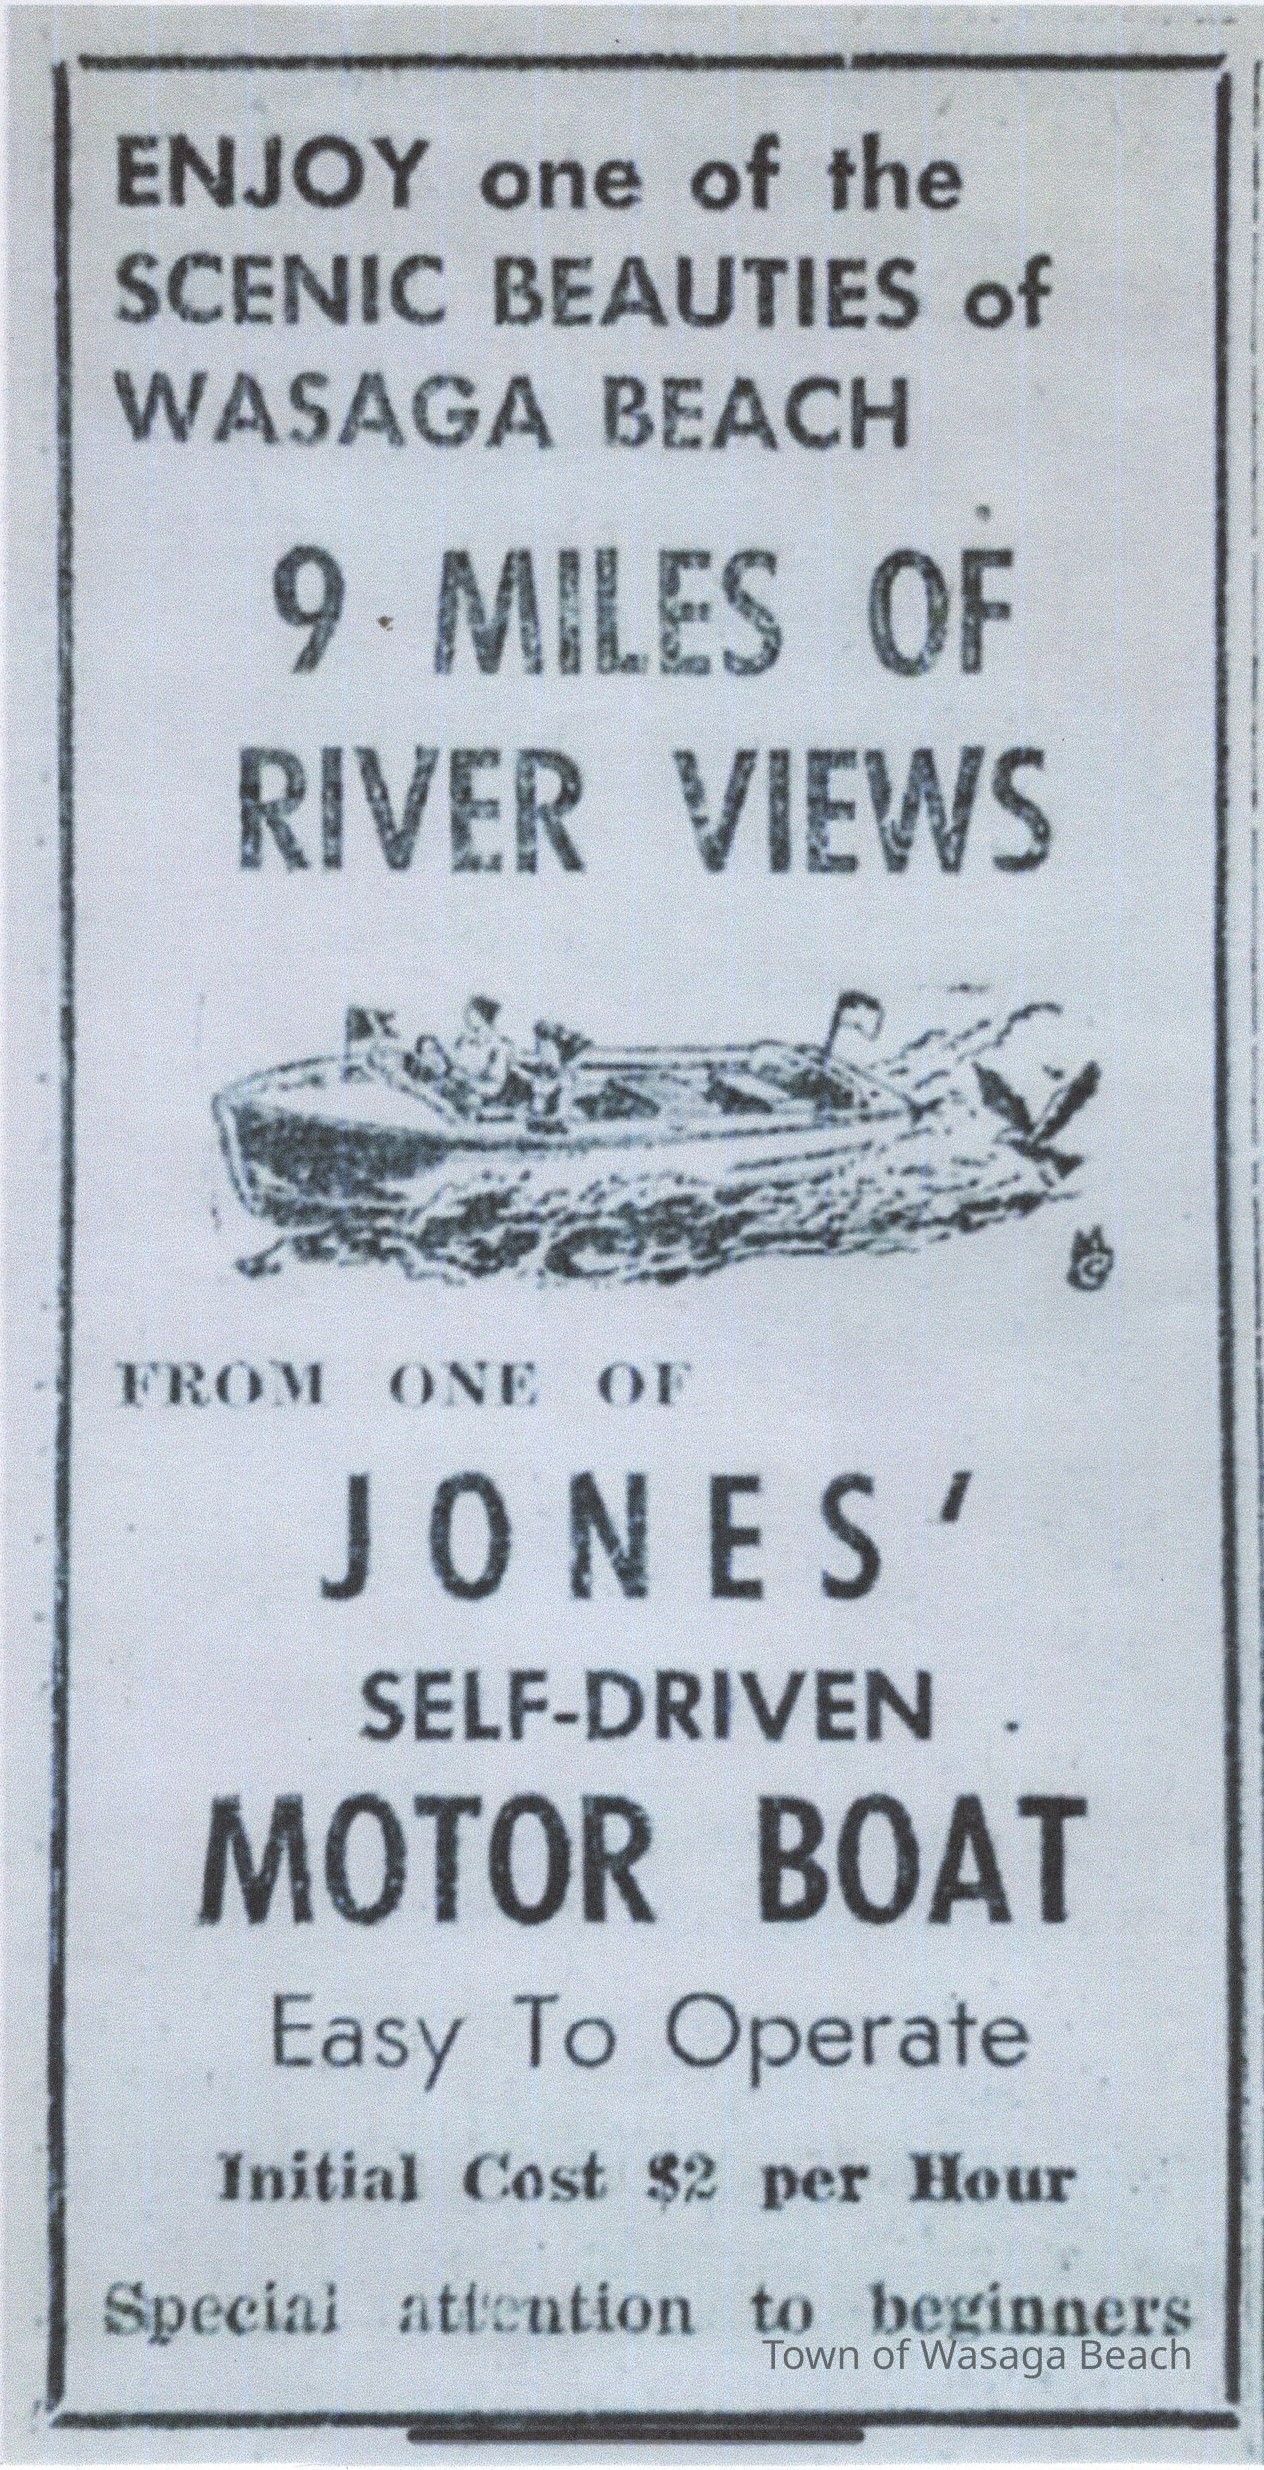 ENJOY one of the
SCENIC BEAUTIES of
WASAGA BEACH
9 MILES OF
RIVER VIEWS
FROM ONE OF
JONES'
SELF-DRIVEN
MOTOR BOAT
Easy To Operate
Initial Cost $2 per Hour
Special attention to beginners
Town of Wasaga Beach